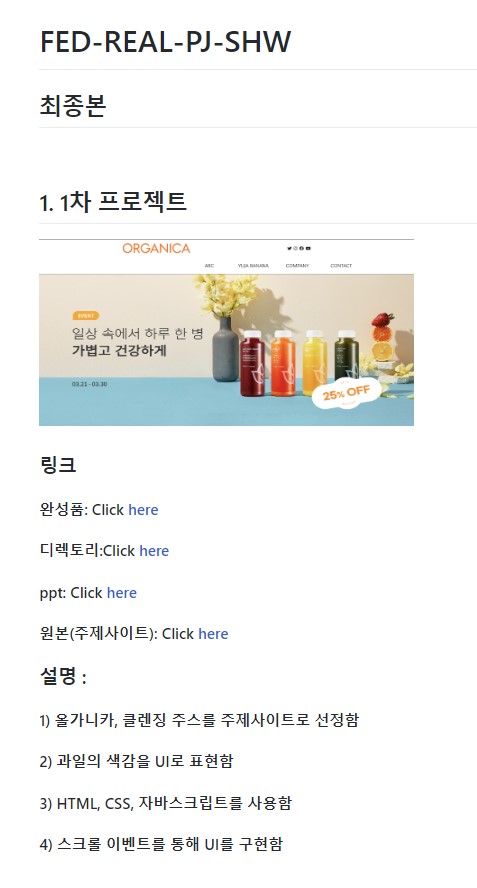 FED-REAL-PJ-SHW
최종본
1. 1차 프로젝트
ORGANICA
ABC YUJA BANANA COMPANY CONTACT
EVENT
일상 속에서 하루 한 병
가볍고 건강하게
03.21 - 03.30
25% OFF
링크
완성품: Click here
디렉토리:Click here
ppt: Click here
원본(주제사이트): Click here
설명 :
1) 올가니카, 클렌징 주스를 주제사이트로 선정함
2) 과일의 색감을 UI로 표현함
3) HTML, CSS, 자바스크립트를 사용함
4) 스크롤 이벤트를 통해 UI를 구현함